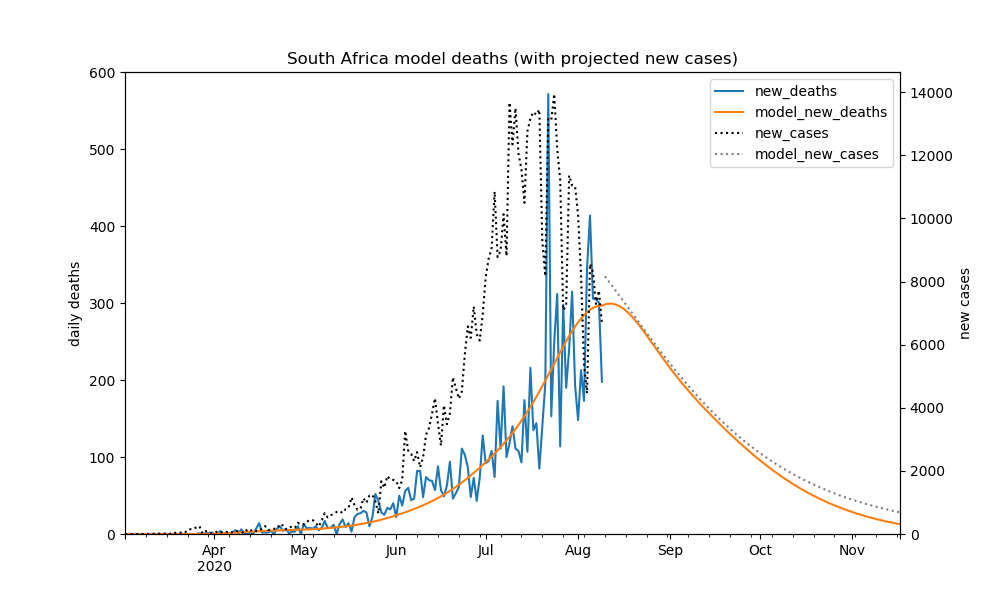 South Africa model deaths (with projected new cases)
600
500
400
300
200
100
0
daily deaths
14000
12000
10000
8000
6000
4000
2000
0
new cases
new_deaths
model_new_deaths
new_cases
model_new_cases
Apr May Jun Jul Aug Sep Oct Nov
2020